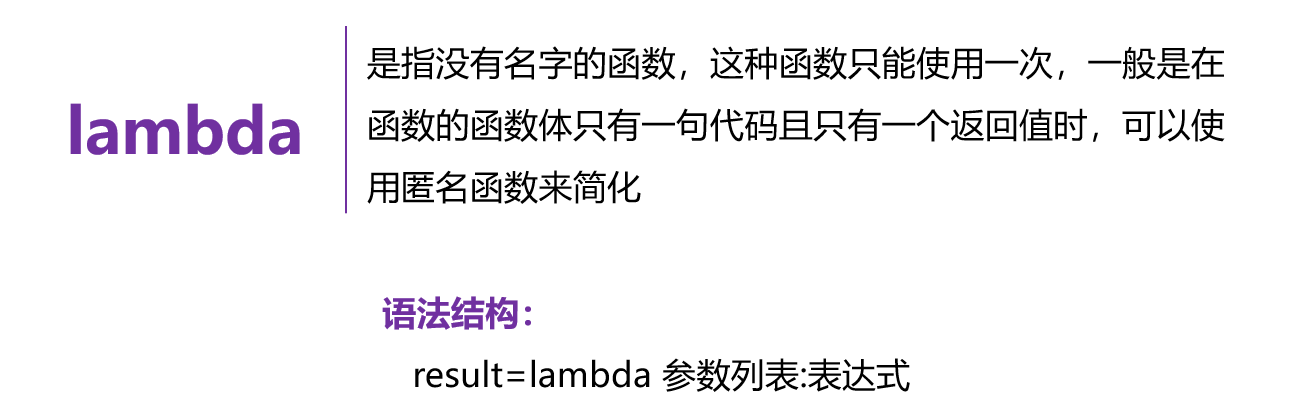 lambda
是指没有名字的函数，这种函数只能使用一次，一般是在
函数的函数体只有一句代码且只有一个返回值时，可以使
用匿名函数来简化
语法结构：
result=lambda 参数列表:表达式